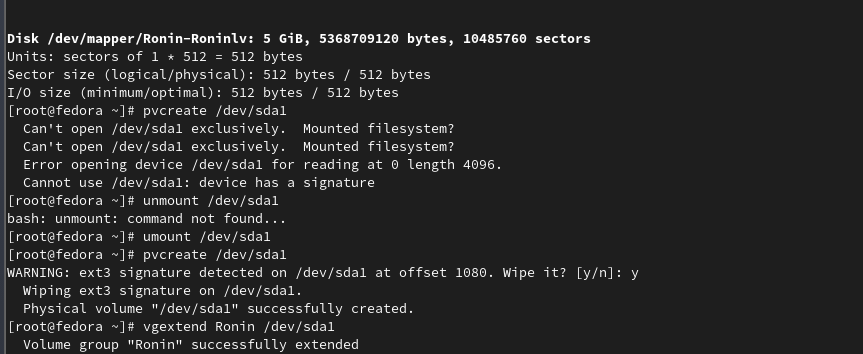 Disk /dev/mapper/Ronin-Roninlv: 5 GiB, 5368709120 bytes, 10485760 sectors
Units: sectors of 1 * 512 = 512 bytes
Sector size (logical/physical): 512 bytes / 512 bytes
I/O size (minimum/optimal): 512 bytes / 512 bytes
[root@fedora ~]# pvcreate /dev/sda1
  Can't open /dev/sda1 exclusively.  Mounted filesystem?
  Can't open /dev/sda1 exclusively.  Mounted filesystem?
  Error opening device /dev/sda1 for reading at 0 length 4096.
  Cannot use /dev/sda1: device has a signature
[root@fedora ~]# unmount /dev/sda1
bash: unmount: command not found...
[root@fedora ~]# umount /dev/sda1
[root@fedora ~]# pvcreate /dev/sda1
WARNING: ext3 signature detected on /dev/sda1 at offset 1080. Wipe it? [y/n]: y
  Wiping ext3 signature on /dev/sda1.
  Physical volume "/dev/sda1" successfully created.
[root@fedora ~]# vgextend Ronin /dev/sda1
  Volume group "Ronin" successfully extended